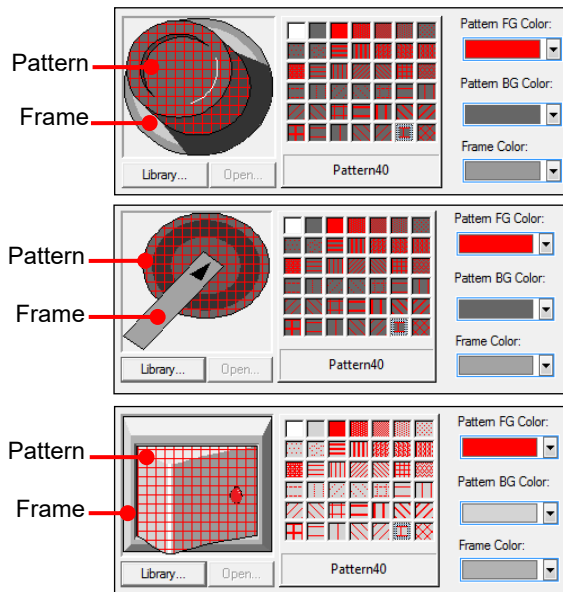 Pattern FG Color:
Pattern
Pattern BG Color:
Frame
Frame Color:
Library...
Open...
Pattern40
Pattern FG Color:
Pattern
Pattern BG Color:
Frame
Frame Color:
Library...
Open...
Pattern40
Pattern FG Color:
Pattern
Pattern BG Color:
Frame
Frame Color:
Library...
Open...
Pattern40